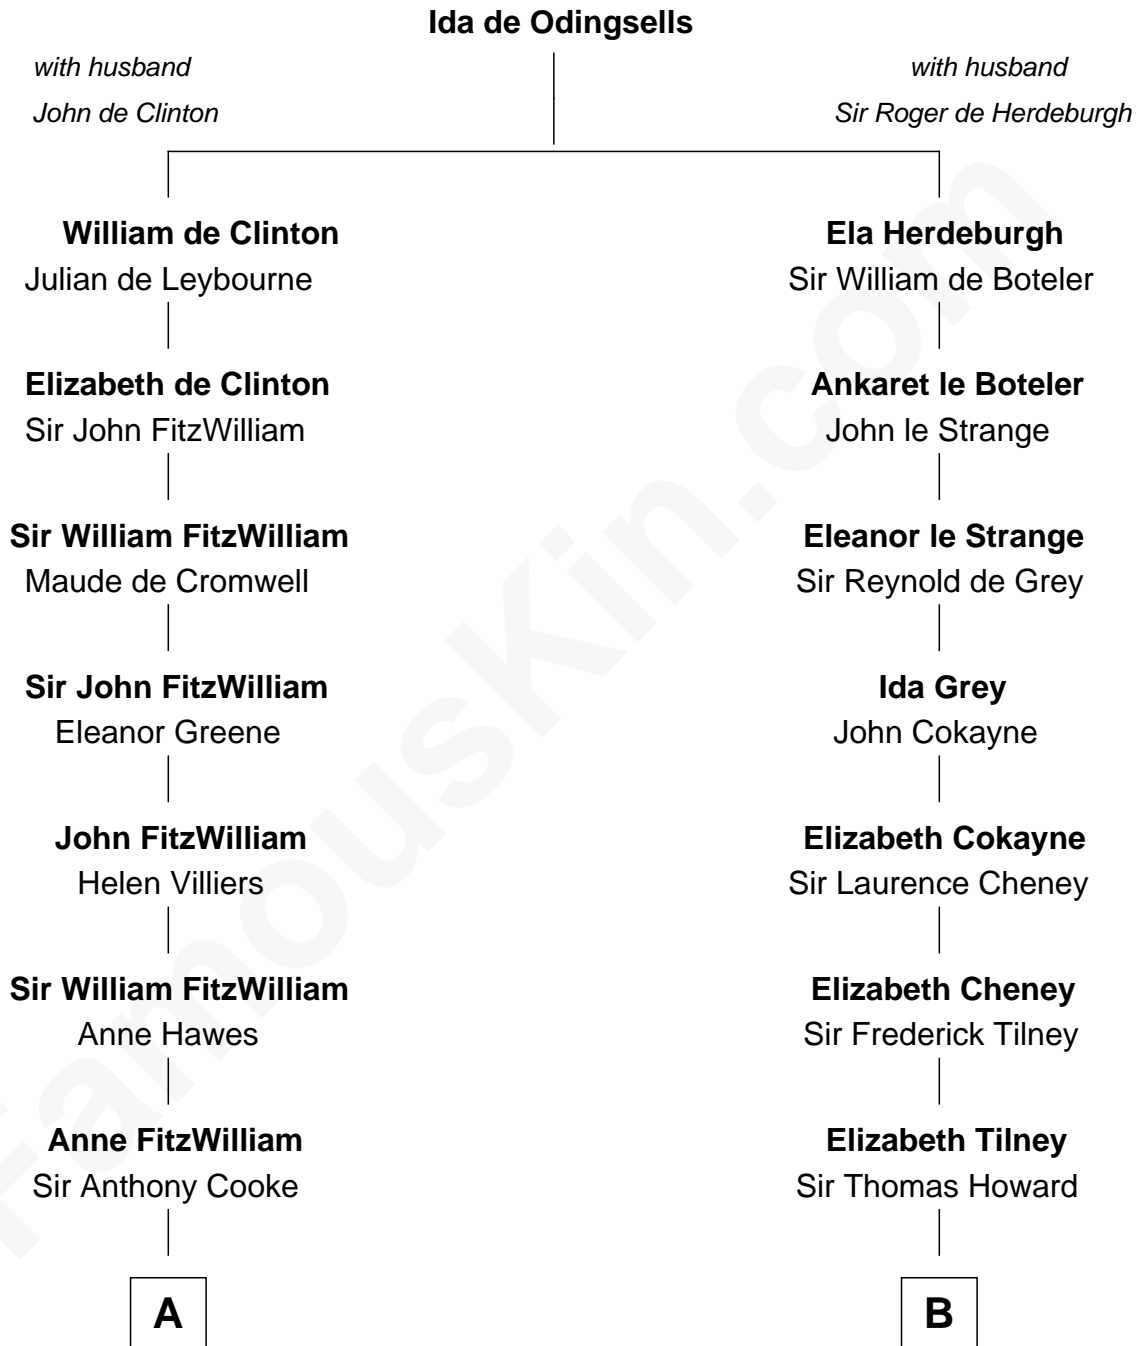 Ida de Odingsells
with husband
John de Clinton
with husband
Sir Roger de Herdeburgh
William de Clinton
Julian de Leybourne
Ela Herdeburgh
Sir William de Boteler
Elizabeth de Clinton
Sir John FitzWilliam
Ankaret le Boteler
John le Strange
Sir William FitzWilliam
Maude de Cromwell
Eleanor le Strange
Sir Reynold de Grey
Sir John FitzWilliam
Eleanor Greene
Ida Grey
John Cokayne
John FitzWilliam
Helen Villiers
Elizabeth Cokayne
Sir Laurence Cheney
Sir William FitzWilliam
Anne Hawes
Elizabeth Cheney
Sir Frederick Tilney
Anne FitzWilliam
Sir Anthony Cooke
Elizabeth Tilney
Sir Thomas Howard
A
B
FamousKin.com